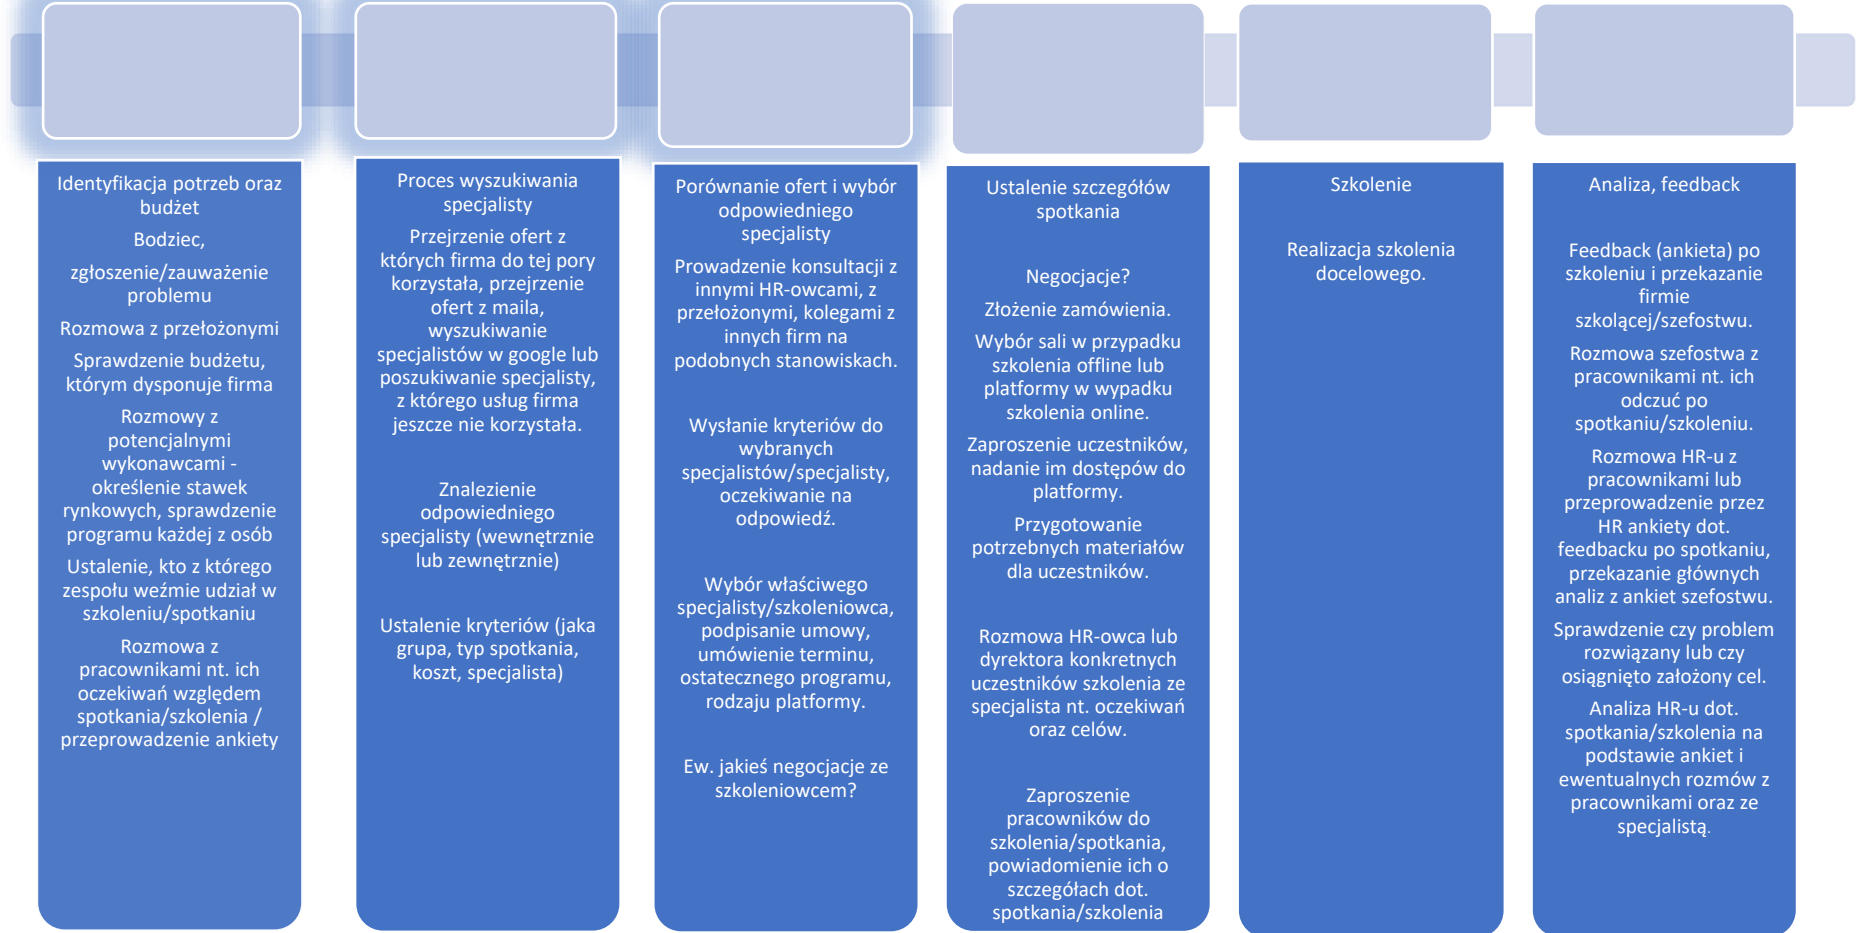 Identyfikacja potrzeb oraz
budżet
Bodziec,
zgłoszenie/zauważenie
problemu
Rozmowa z przełożonymi
Sprawdzenie budżetu,
którym dysponuje firma
Rozmowy z
potencjalnymi
wykonawcami -
określenie stawek
rynkowych, sprawdzenie
programu każdej z osób
Ustalenie, kto z którego
zespołu weźmie udział w
szkoleniu/spotkaniu
Rozmowa z
pracownikami nt. ich
oczekiwań względem
spotkania/szkolenia /
przeprowadzenie ankiety
Proces wyszukiwania
specjalisty
Przejrzenie ofert z
których firma do tej pory
korzystała, przejrzenie
ofert z maila,
wyszukiwanie
specjalistów w google lub
poszukiwanie specjalisty,
z którego usług firma
jeszcze nie korzystała.
Znalezienie
odpowiedniego
specjalisty (wewnętrznie
lub zewnętrznie)
Ustalenie kryteriów (jaka
grupa, typ spotkania,
koszt, specjalista)
Porównanie ofert i wybór
odpowiedniego
specjalisty
Prowadzenie konsultacji z
innymi HR-owcami, z
przełożonymi, kolegami z
innych firm na
podobnych stanowiskach.
Wysłanie kryteriów do
wybranych
specjalistów/specjalisty,
oczekiwanie na
odpowiedź.
Wybór właściwego
specjalisty/szkoleniowca,
podpisanie umowy,
umówienie terminu,
ostatecznego programu,
rodzaju platformy.
Ew. jakieś negocjacje ze
szkoleniowcem?
Ustalenie szczegółów
spotkania
Negocjacje?
Złożenie zamówienia.
Wybór sali w przypadku
szkolenia offline lub
platformy w wypadku
szkolenia online.
Zaproszenie uczestników,
nadanie im dostępów do
platformy.
Przygotowanie
potrzebnych materiałów
dla uczestników.
Rozmowa HR-owca lub
dyrektora konkretnych
uczestników szkolenia ze
specjalista nt. oczekiwań
oraz celów.
Zaproszenie
pracowników do
szkolenia/spotkania,
powiadomienie ich o
szczegółach dot.
spotkania/szkolenia
Szkolenie
Realizacja szkolenia
docelowego.
Analiza, feedback
Feedback (ankieta) po
szkoleniu i przekazanie
firmie
szkolącej/szefostwu.
Rozmowa szefostwa z
pracownikami nt. ich
odczuć po
spotkaniu/szkoleniu.
Rozmowa HR-u z
pracownikami lub
przeprowadzenie przez
HR ankiety dot.
feedbacku po spotkaniu,
przekazanie głównych
analiz z ankiet szefostwu.
Sprawdzenie czy problem
rozwiązany lub czy
osiągnięto założony cel.
Analiza HR-u dot.
spotkania/szkolenia na
podstawie ankiet i
ewentualnych rozmów z
pracownikami oraz ze
specjalistą.